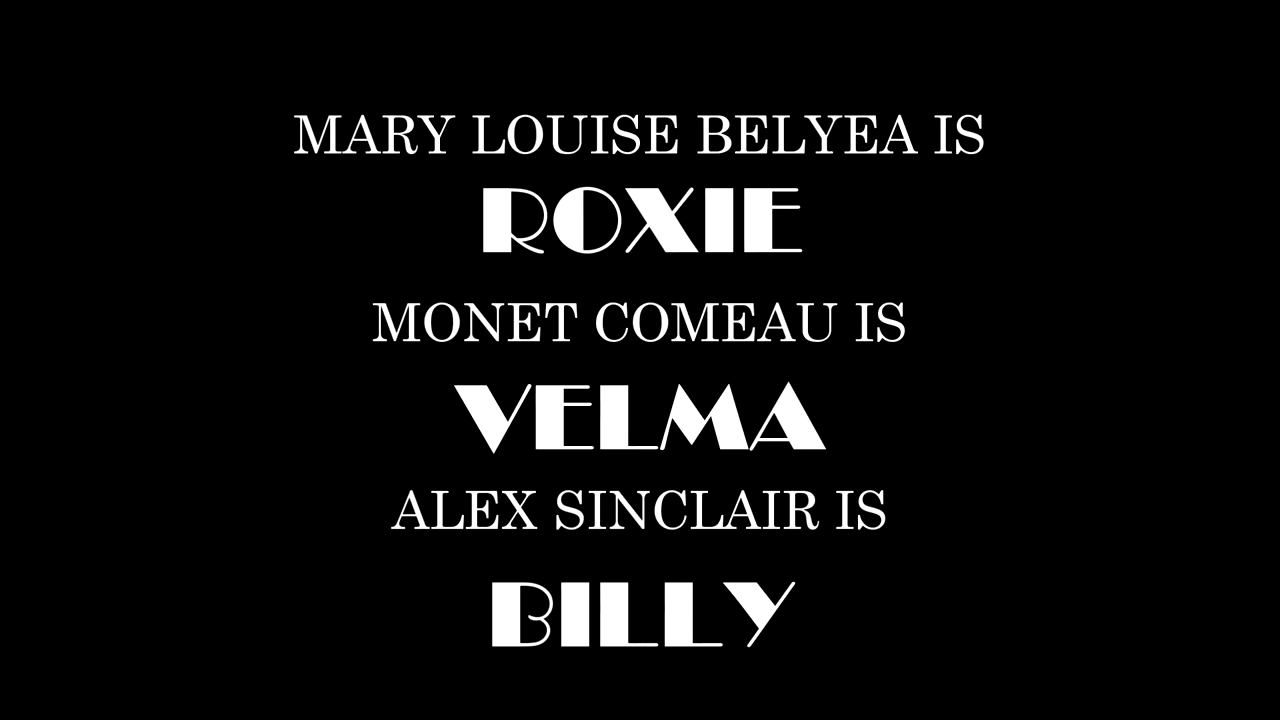 MARY LOUISE BELYEA IS
ROXIE
MONET COMEAU IS
VELMA
ALEX SINCLAIR IS
BILLY